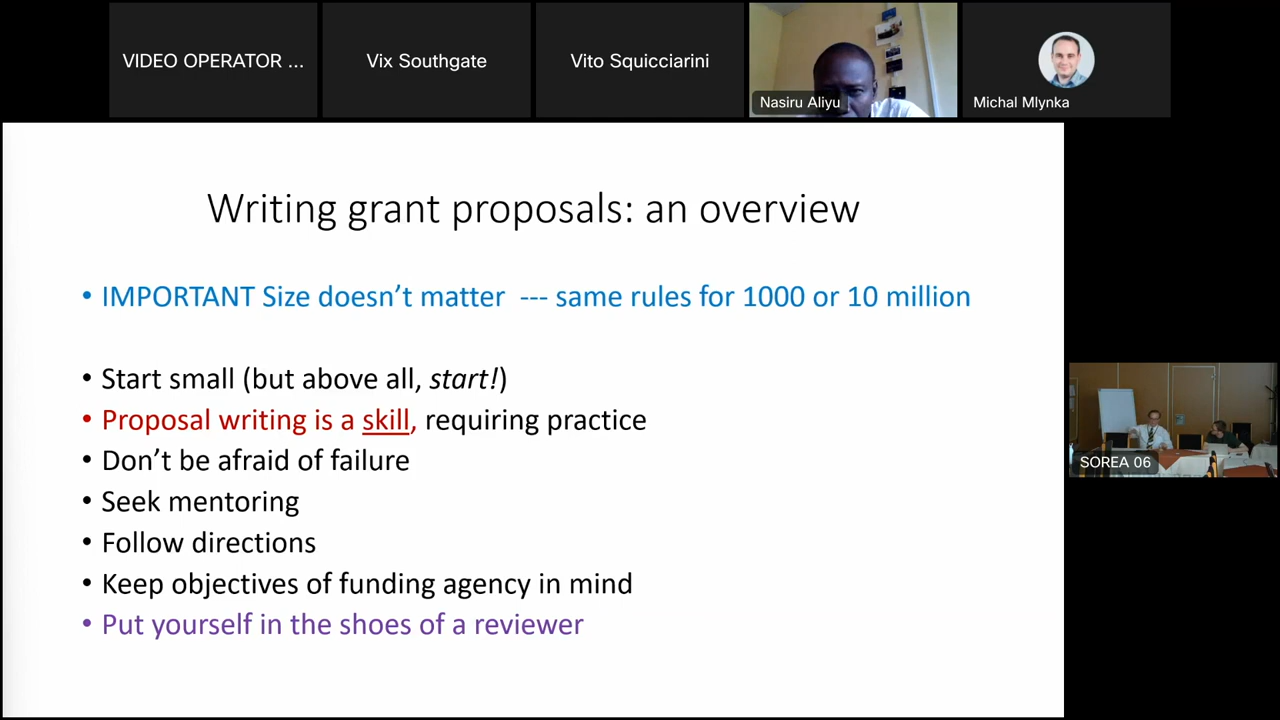 VIDEO OPERATOR ...
Vix Southgate
Vito Squicciarini
Nasiru Aliyu
Michal Mlynka
Writing grant proposals: an overview
• IMPORTANT Size doesn’t matter --- same rules for 1000 or 10 million
• Start small (but above all, start!)
• Proposal writing is a skill, requiring practice
• Don’t be afraid of failure
• Seek mentoring
• Follow directions
• Keep objectives of funding agency in mind
• Put yourself in the shoes of a reviewer
SOREA 06